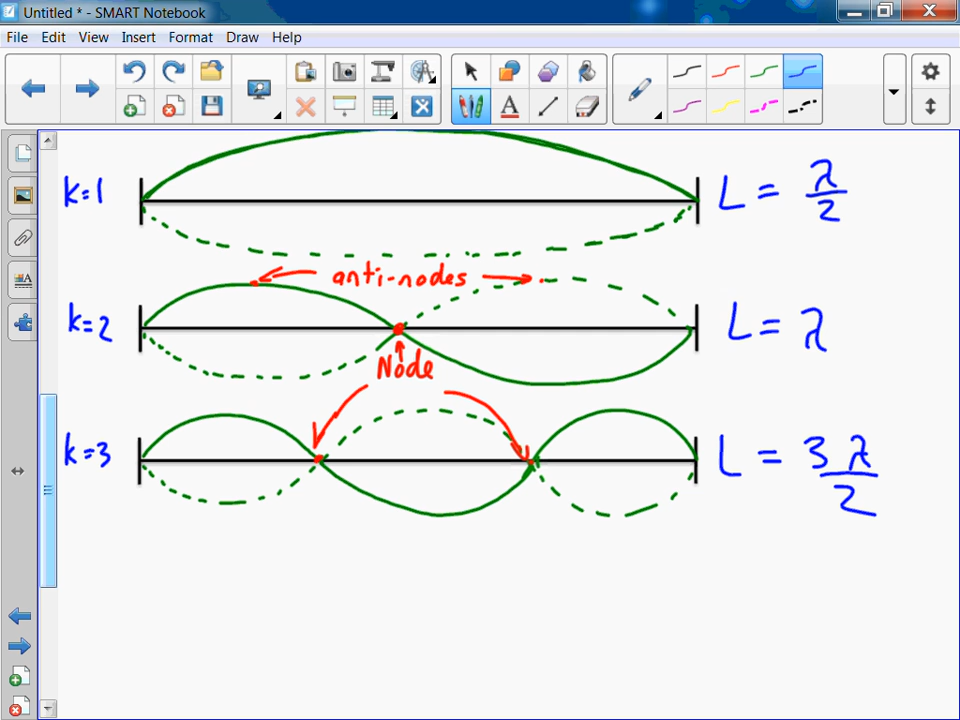 Untitled * - SMART Notebook
File Edit View Insert Format Draw Help
k=1
L = λ/2
anti-nodes
k=2
L = λ
Node
k=3
L = 3λ/2